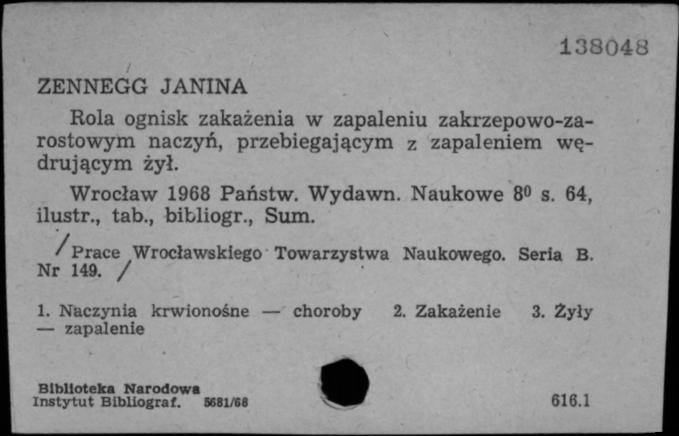 138048
ZENNEGG JANINA
Rola ognisk zakażenia w zapaleniu zakrzepowo-za-
rostowym naczyń, przebiegającym z zapaleniem wę-
drującym żył.
Wrocław 1968 Państw. Wydawn. Naukowe 8⁰ s. 64,
ilustr., tab., bibliogr., Sum.
/ Prace Wrocławskiego Towarzystwa Naukowego. Seria B.
Nr 149. /
1. Naczynia krwionośne — choroby 2. Zakażenie 3. Żyły
— zapalenie
Biblioteka Narodowa
Instytut Bibliograf. 5681/68 616.1